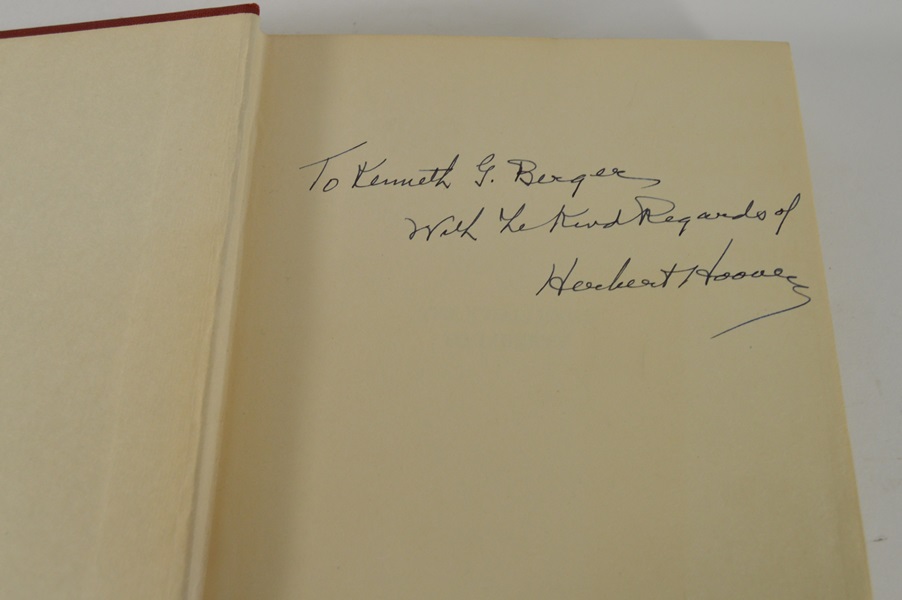 To Kenneth G. Berger
With The Kind Regards of
Herbert Hoover